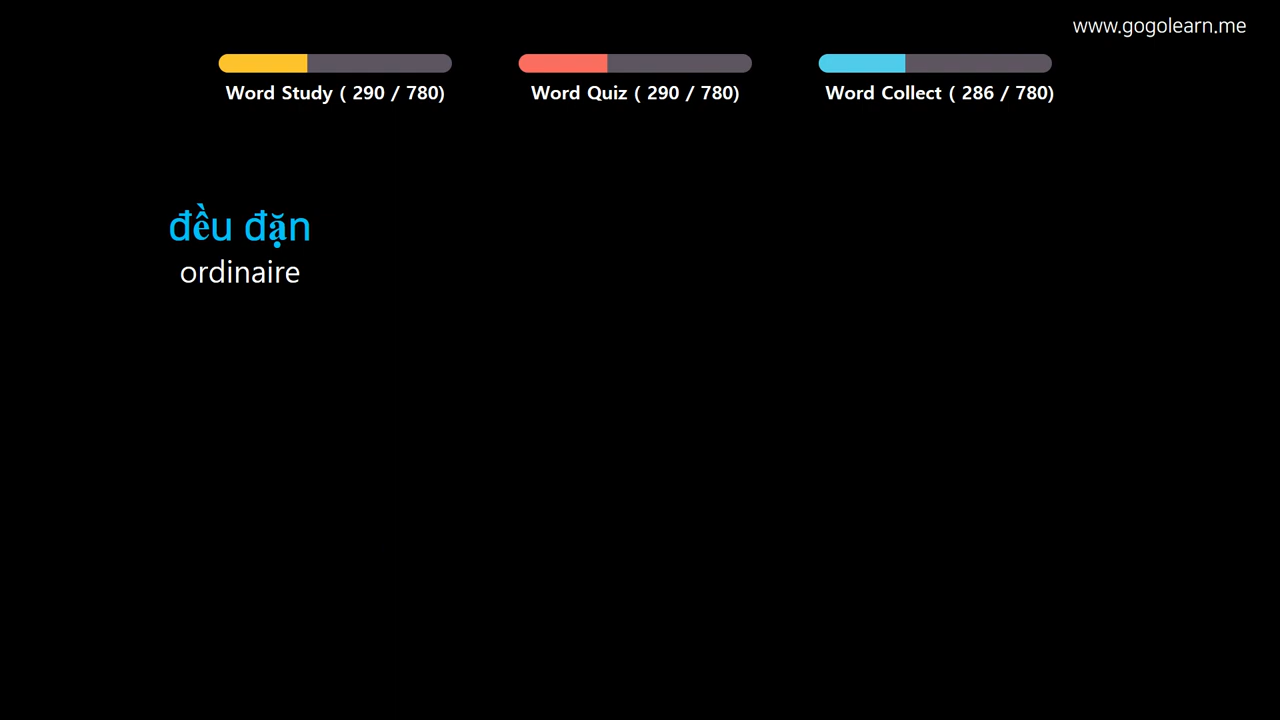 www.gogolearn.me
Word Study ( 290 / 780)
Word Quiz ( 290 / 780)
Word Collect ( 286 / 780)
đều đặn
ordinaire